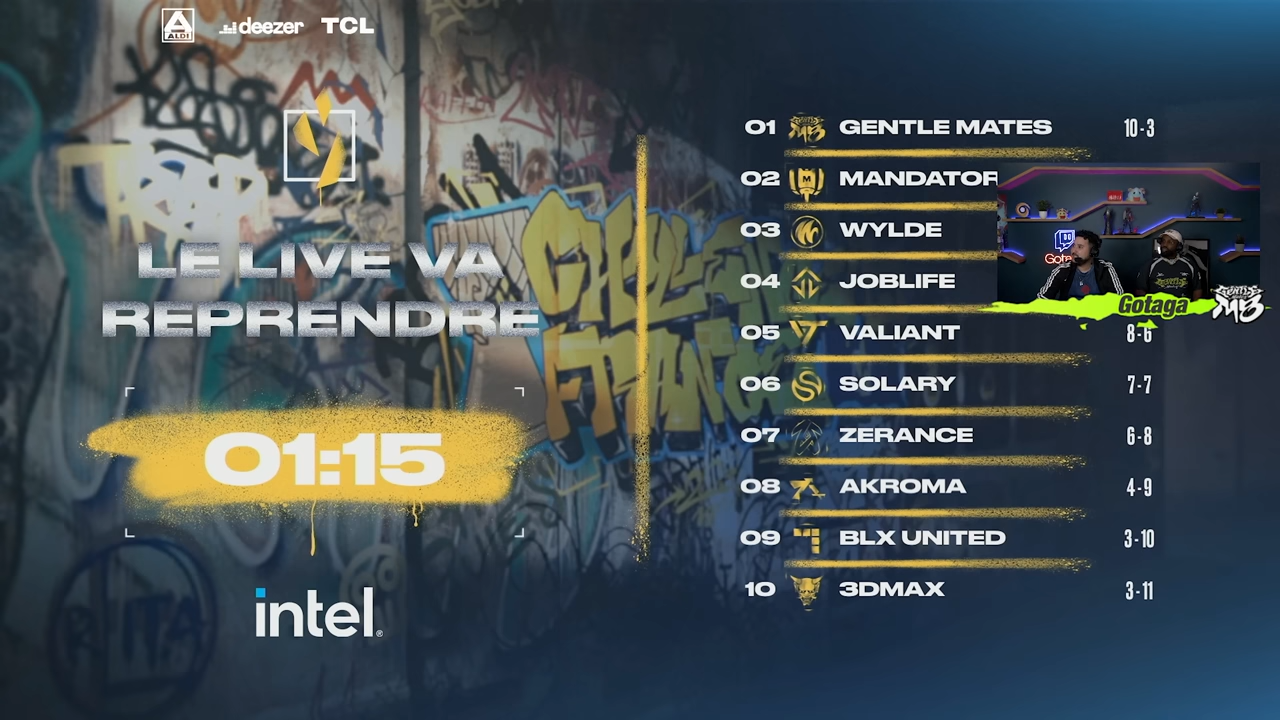 ALDI deezer TCL
LE LIVE VA
REPRENDRE
01:15
intel
01 GENTLE MATES 10-3
02 MANDATOR
03 WYLDE
04 JOBLIFE
05 VALIANT 8-6
06 SOLARY 7-7
07 ZERANCE 6-8
08 AKROMA 4-9
09 BLX UNITED 3-10
10 3DMAX 3-11
Gotaga